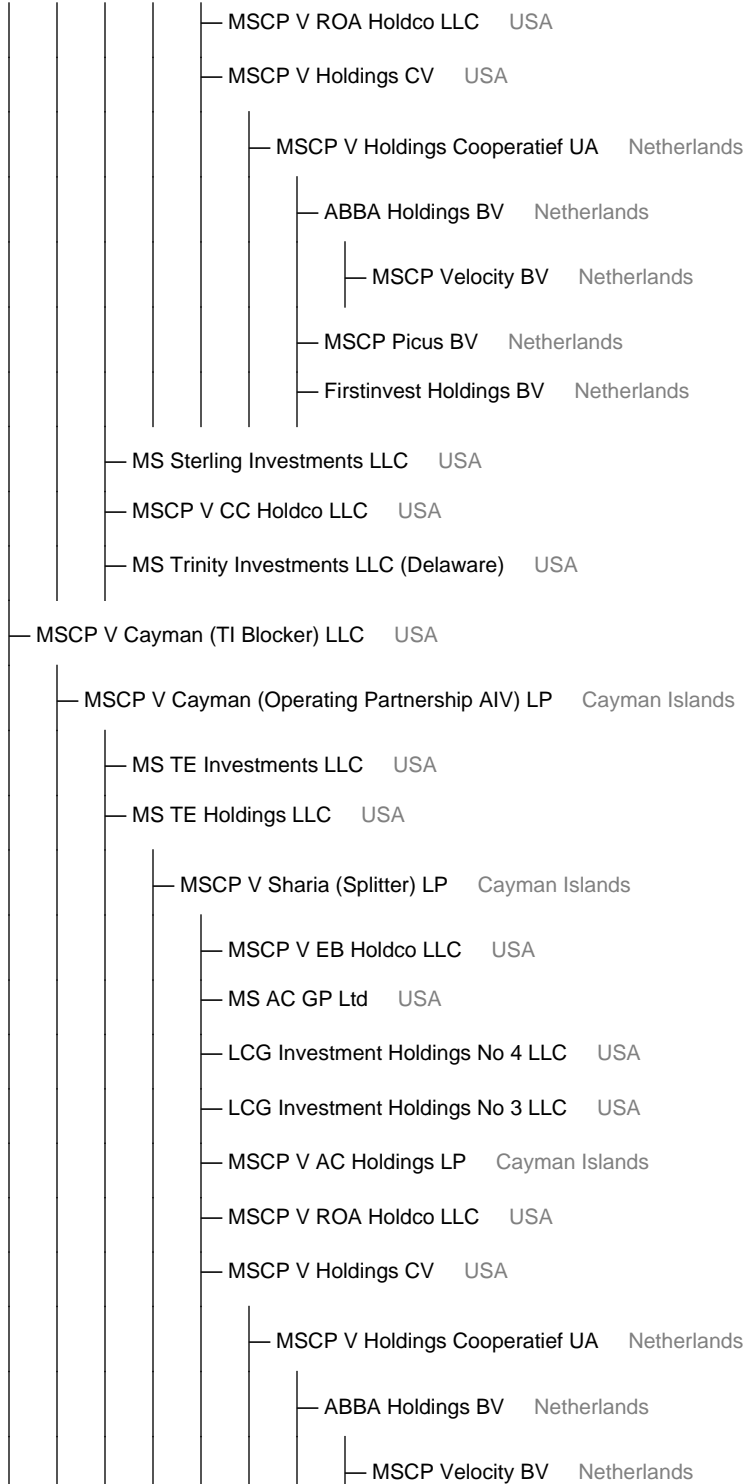 MSCP V ROA Holdco LLC USA
MSCP V Holdings CV USA
MSCP V Holdings Cooperatief UA Netherlands
ABBA Holdings BV Netherlands
MSCP Velocity BV Netherlands
MSCP Picus BV Netherlands
Firstinvest Holdings BV Netherlands
MS Sterling Investments LLC USA
MSCP V CC Holdco LLC USA
MS Trinity Investments LLC (Delaware) USA
MSCP V Cayman (TI Blocker) LLC USA
MSCP V Cayman (Operating Partnership AIV) LP Cayman Islands
MS TE Investments LLC USA
MS TE Holdings LLC USA
MSCP V Sharia (Splitter) LP Cayman Islands
MSCP V EB Holdco LLC USA
MS AC GP Ltd USA
LCG Investment Holdings No 4 LLC USA
LCG Investment Holdings No 3 LLC USA
MSCP V AC Holdings LP Cayman Islands
MSCP V ROA Holdco LLC USA
MSCP V Holdings CV USA
MSCP V Holdings Cooperatief UA Netherlands
ABBA Holdings BV Netherlands
MSCP Velocity BV Netherlands